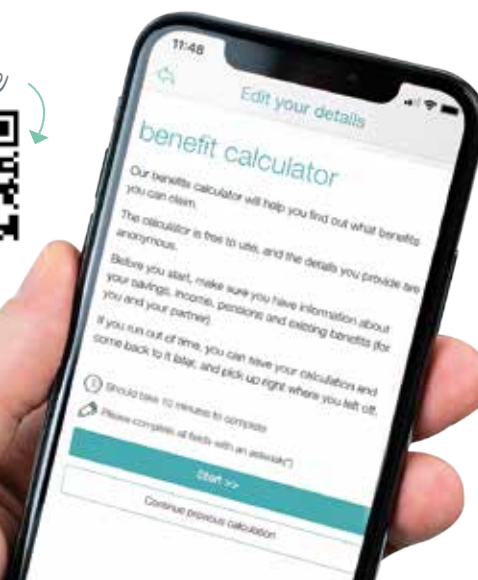 11:48
Edit your details
benefit calculator
Our benefits calculator will help you find out what benefits
you can claim.
The calculator is free to use, and the details you provide are
anonymous.
Before you start, make sure you have information about
your savings, income, pensions and existing benefits (for
you and your partner).
If you run out of time, you can save your calculation and
come back to it later, and pick up right where you left off.
Should take 10 minutes to complete
Please complete all fields with an asterisk(*)
Start >>
Continue previous calculation